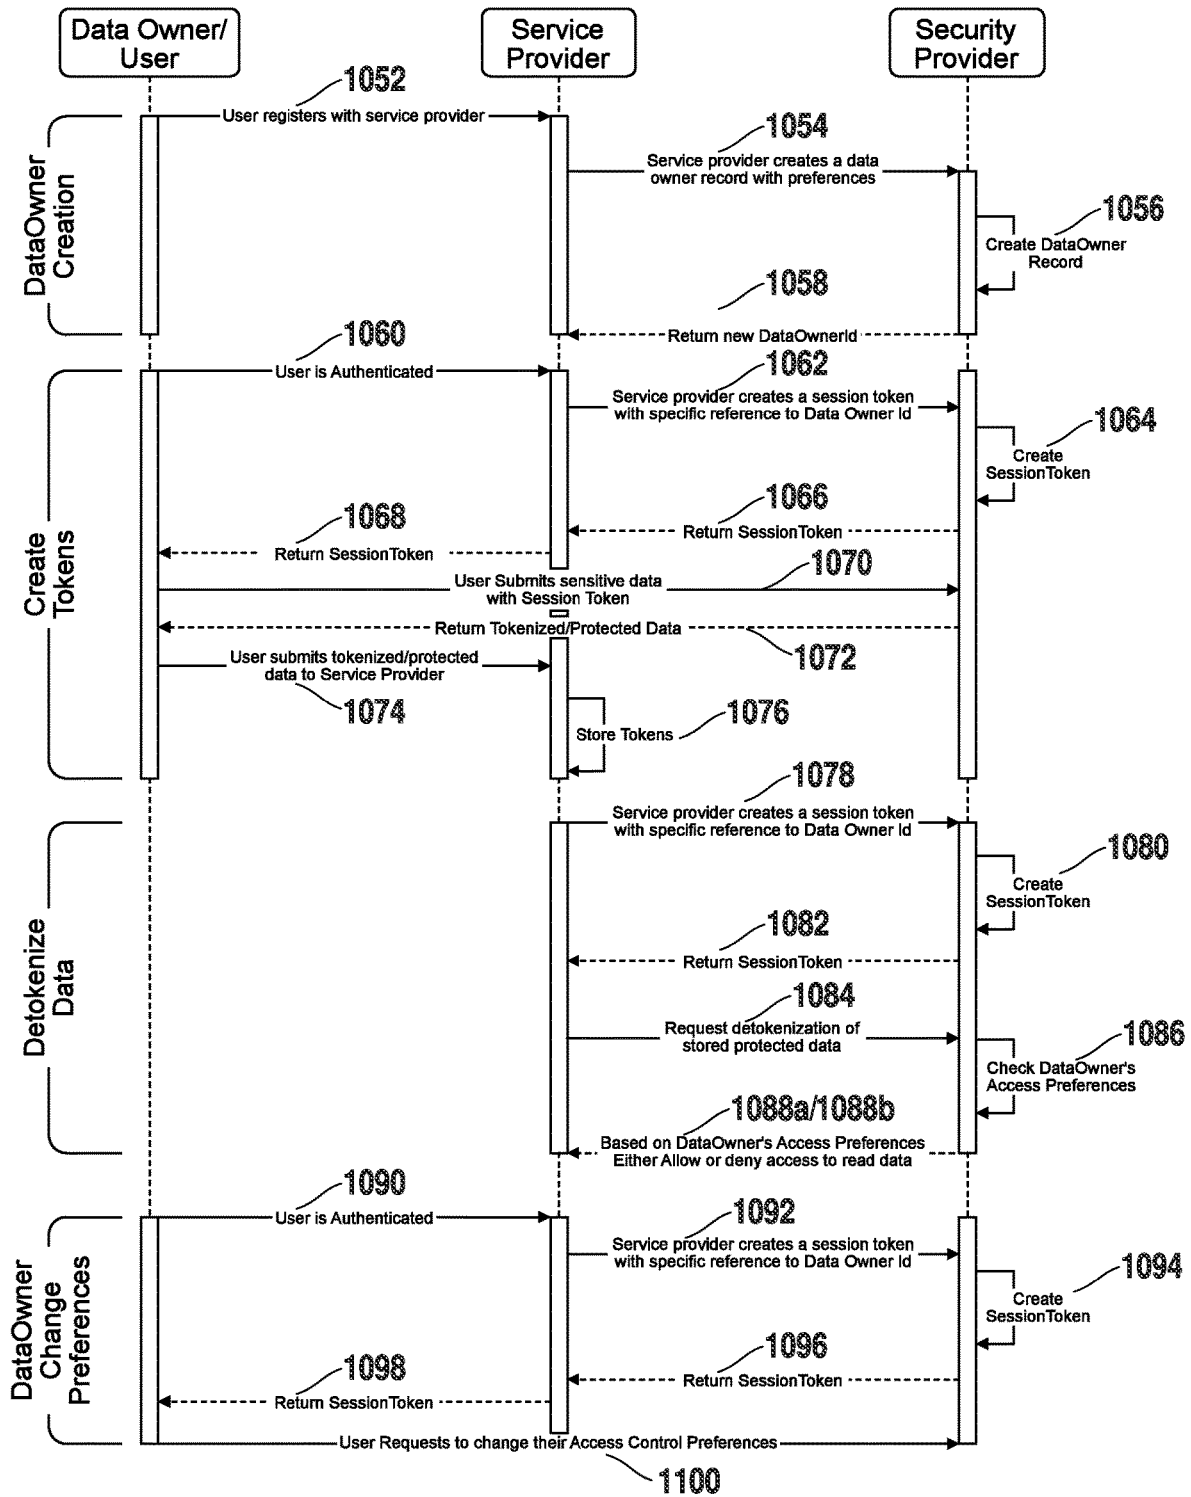 Data Owner/
User
Service
Provider
Security
Provider
DataOwner
Creation
1052
User registers with service provider
1054
Service provider creates a data
owner record with preferences
1056
Create DataOwner
Record
1058
Return new DataOwnerId
Create
Tokens
1060
User is Authenticated
1062
Service provider creates a session token
with specific reference to Data Owner Id
1064
Create
SessionToken
1066
Return SessionToken
1068
Return SessionToken
1070
User Submits sensitive data
with Session Token
Return Tokenized/Protected Data
1072
User submits tokenized/protected
data to Service Provider
1074
1076
Store Tokens
Detokenize
Data
1078
Service provider creates a session token
with specific reference to Data Owner Id
1080
Create
SessionToken
1082
Return SessionToken
1084
Request detokenization of
stored protected data
1086
Check DataOwner's
Access Preferences
1088a/1088b
Based on DataOwner's Access Preferences
Either Allow or deny access to read data
DataOwner
Change
Preferences
1090
User is Authenticated
1092
Service provider creates a session token
with specific reference to Data Owner Id
1094
Create
SessionToken
1096
Return SessionToken
1098
Return SessionToken
User Requests to change their Access Control Preferences
1100